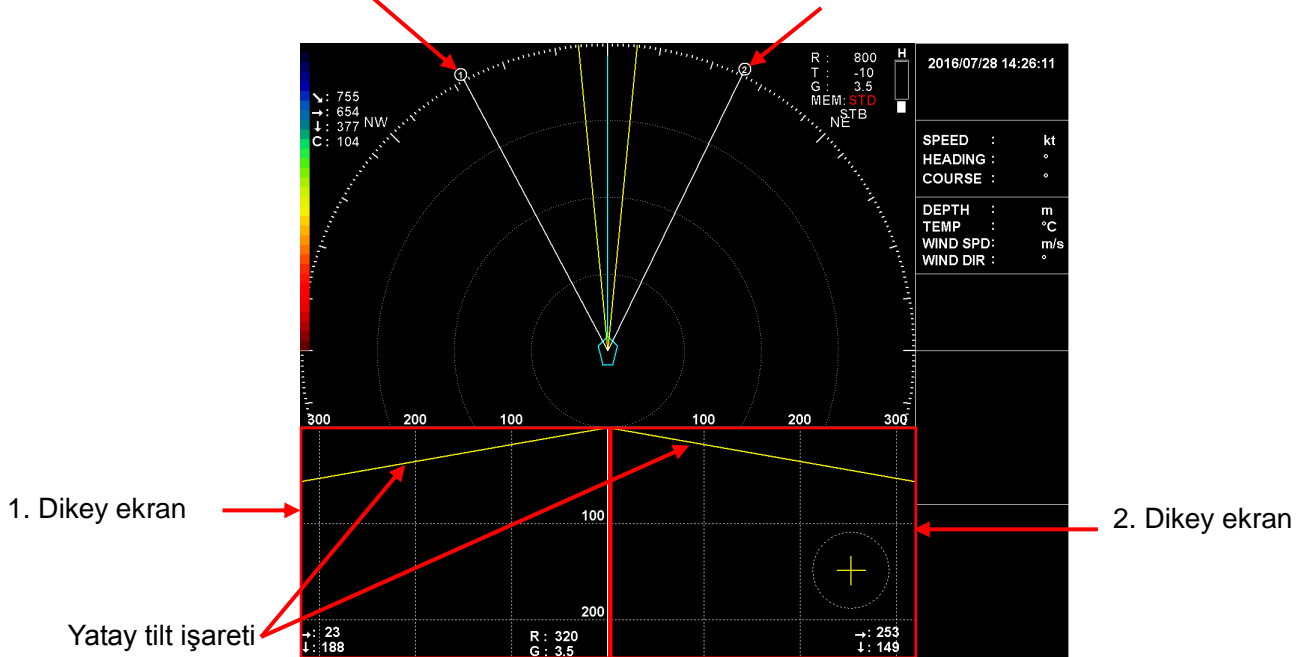 R : 800
T : -10
G : 3.5
MEM: STD
STB
H
2016/07/28 14:26:11
1
2
↘: 755
→: 654
↓: 377
C: 104
NW
NE
SPEED : kt
HEADING : °
COURSE : °
DEPTH : m
TEMP : °C
WIND SPD: m/s
WIND DIR : °
300 200 100 100 200 300
1. Dikey ekran
2. Dikey ekran
100
200
Yatay tilt işareti
→: 23
↓: 188
R : 320
G : 3.5
→: 253
↓: 149